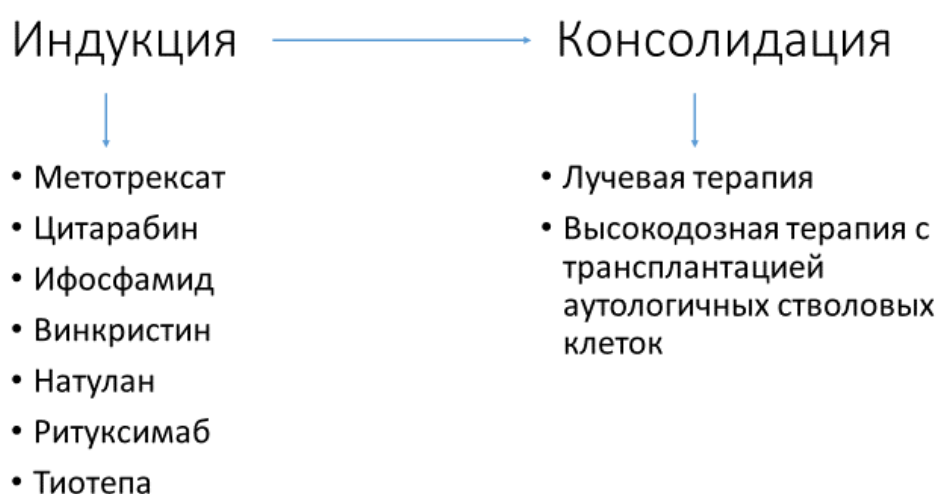 Индукция
Консолидация
• Метотрексат
• Цитарабин
• Ифосфамид
• Винкристин
• Натулан
• Ритуксимаб
• Тиотепа
• Лучевая терапия
• Высокодозная терапия с
трансплантацией
аутологичных стволовых
клеток